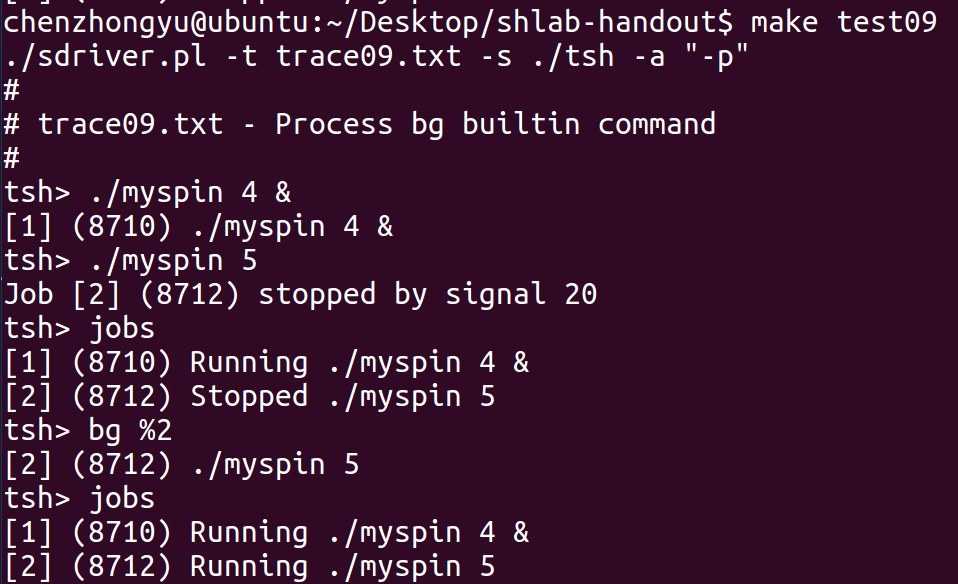 chenzhongyu@ubuntu:~/Desktop/shlab-handout$ make test09
./sdriver.pl -t trace09.txt -s ./tsh -a "-p"
#
# trace09.txt - Process bg builtin command
#
tsh> ./myspin 4 &
[1] (8710) ./myspin 4 &
tsh> ./myspin 5
Job [2] (8712) stopped by signal 20
tsh> jobs
[1] (8710) Running ./myspin 4 &
[2] (8712) Stopped ./myspin 5
tsh> bg %2
[2] (8712) ./myspin 5
tsh> jobs
[1] (8710) Running ./myspin 4 &
[2] (8712) Running ./myspin 5